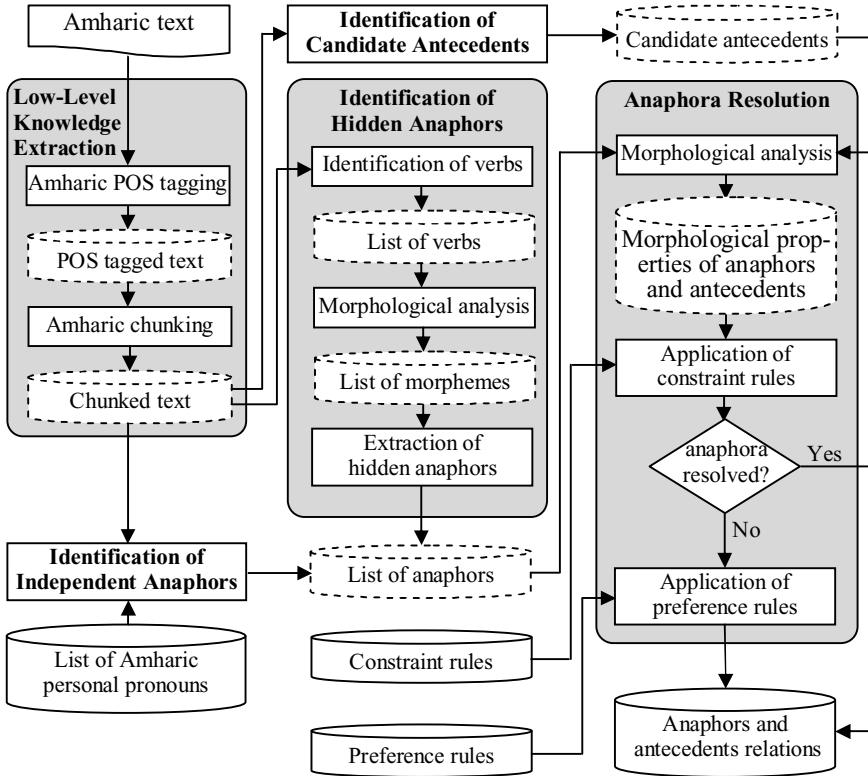 Amharic text
Identification of
Candidate Antecedents
Candidate antecedents
Low-Level
Knowledge
Extraction
Amharic POS tagging
POS tagged text
Amharic chunking
Chunked text
Identification of
Hidden Anaphors
Identification of verbs
List of verbs
Morphological analysis
List of morphemes
Extraction of
hidden anaphors
Anaphora Resolution
Morphological analysis
Morphological prop-
erties of anaphors
and antecedents
Application of
constraint rules
anaphora
resolved?
Yes
No
Application of
preference rules
Identification of
Independent Anaphors
List of anaphors
List of Amharic
personal pronouns
Constraint rules
Preference rules
Anaphors and
antecedents relations